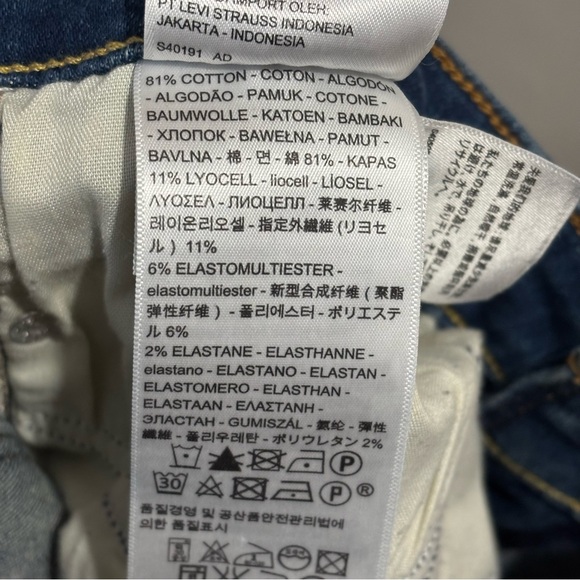 PT LEVI STRAUSS INDONESIA
JAKARTA - INDONESIA
S40191 AD
81% COTTON - COTON - ALGODÓN
- ALGODÃO - PAMUK - COTONE -
BAUMWOLLE - KATOEN - BAMBAKI
- ХЛОПОК - BAWEŁNA - PAMUT -
BAVLNA - 棉 - 면 - 綿 81% - KAPAS
11% LYOCELL - liocell - LİOSEL -
ΛΥΟΣΕΛ - ЛИОЦЕЛЛ - 莱赛尔纤维 -
레이온리오셀 - 指定外繊維 (リヨセ
ル ) 11%
6% ELASTOMULTIESTER -
elastomultiester - 新型合成纤维（聚酯
弹性纤维） - 폴리에스터 - ポリエステ
ル 6%
2% ELASTANE - ELASTHANNE -
elastano - ELASTANO - ELASTAN -
ELASTOMERO - ELASTHAN -
ELASTAAN - ΕΛΑΣΤΑΝΗ -
ЭЛАСТАН - GUMISZÁL - 氨纶 - 彈性
纖維 - 폴리우레탄 - ポリウレタン 2%
P
30 P ®
품질경영 및 공산품안전관리법에
의한 품질표시